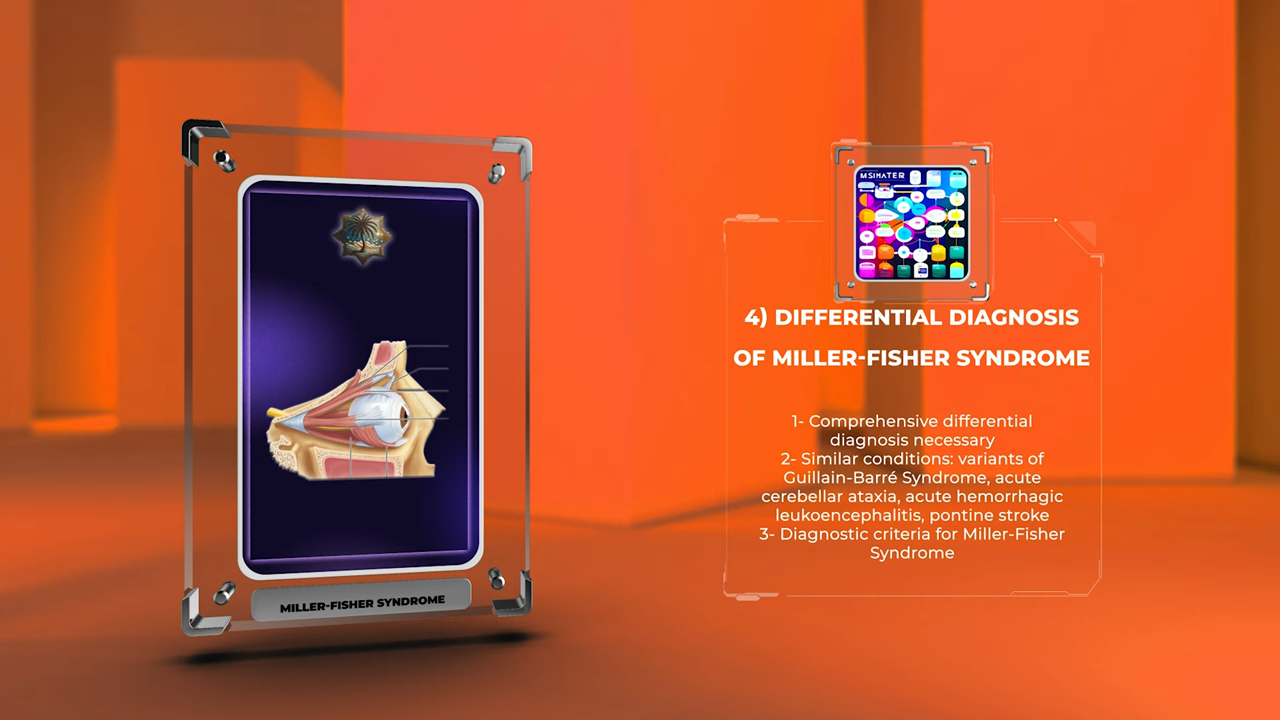 MSIMATER
4) DIFFERENTIAL DIAGNOSIS
OF MILLER-FISHER SYNDROME
1- Comprehensive differential
diagnosis necessary
2- Similar conditions: variants of
Guillain-Barré Syndrome, acute
cerebellar ataxia, acute hemorrhagic
leukoencephalitis, pontine stroke
3- Diagnostic criteria for Miller-Fisher
Syndrome
MILLER-FISHER SYNDROME